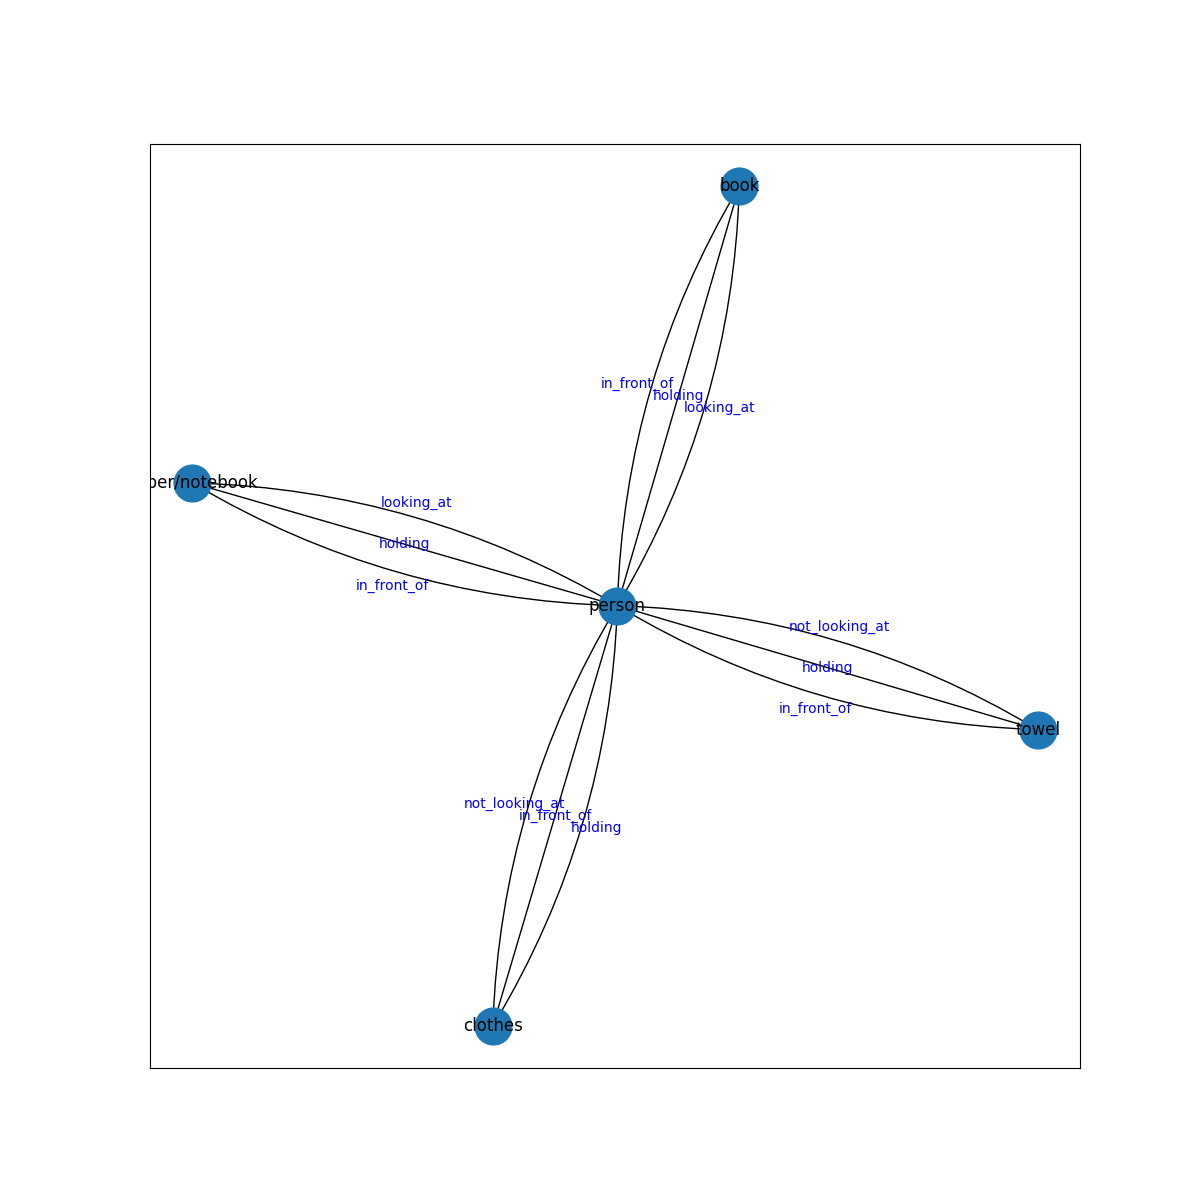 book
in_front_of
holding
looking_at
per/notebook
looking_at
holding
in_front_of
person
not_looking_at
holding
in_front_of
towel
not_looking_at
in_front_of
holding
clothes